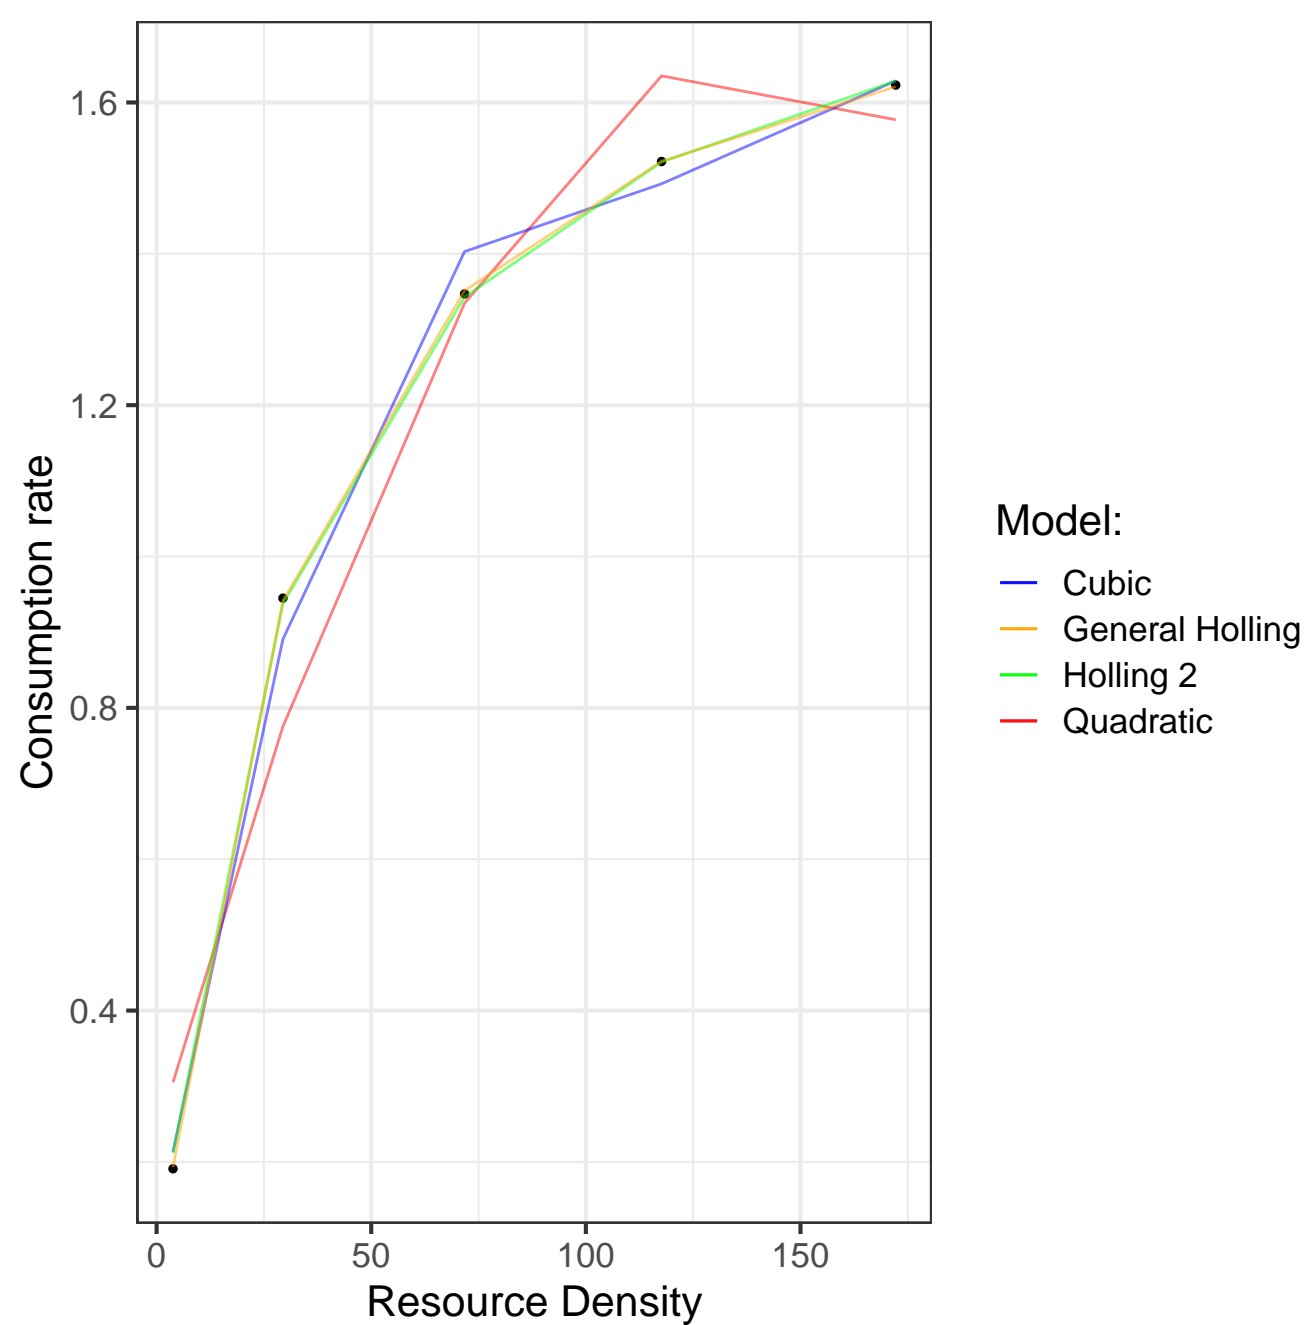 1.6
1.2
0.8
0.4
Consumption rate
0
50
100
150
Resource Density
Model:
Cubic
General Holling
Holling 2
Quadratic